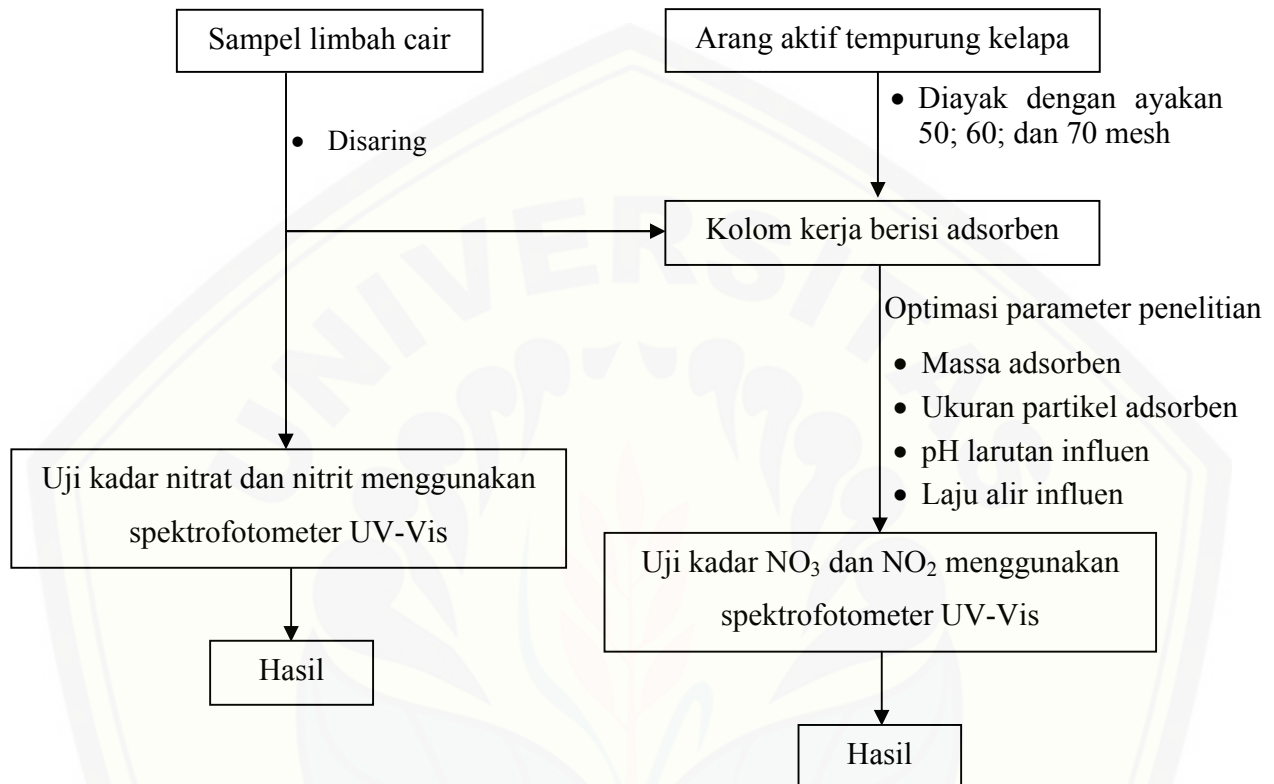 Sampel limbah cair
Arang aktif tempurung kelapa
• Diayak dengan ayakan
50; 60; dan 70 mesh
• Disaring
Kolom kerja berisi adsorben
Optimasi parameter penelitian
• Massa adsorben
• Ukuran partikel adsorben
• pH larutan influen
• Laju alir influen
Uji kadar nitrat dan nitrit menggunakan
spektrofotometer UV-Vis
Uji kadar NO₃ dan NO₂ menggunakan
spektrofotometer UV-Vis
Hasil
Hasil
UNIVERSITAS